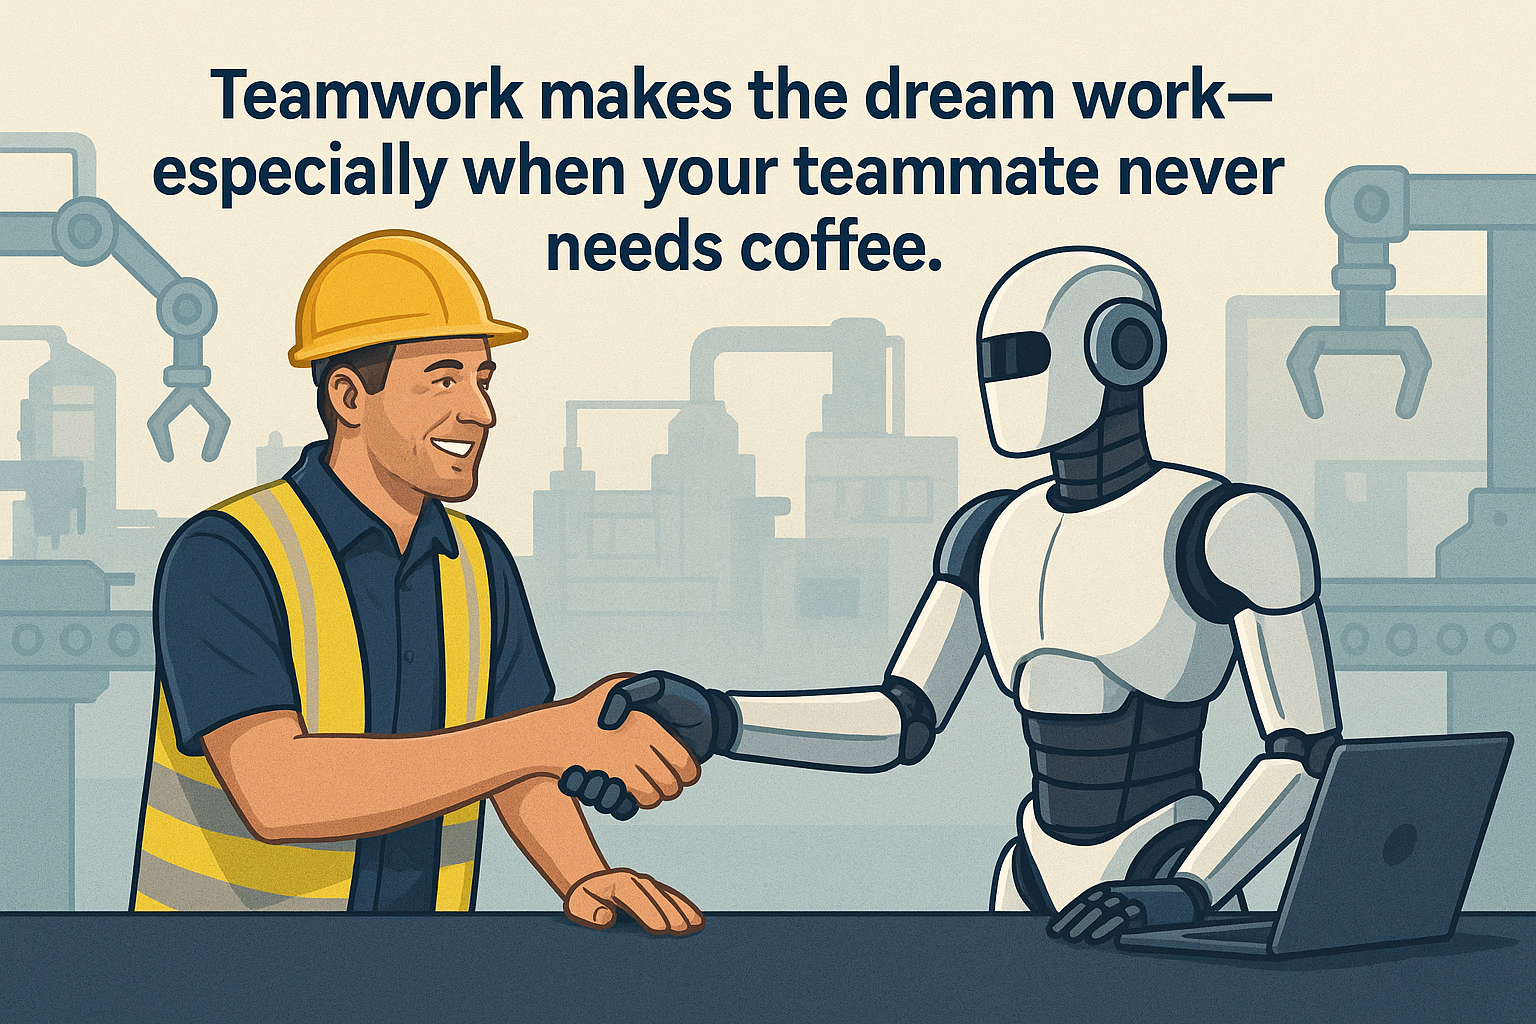 Teamwork makes the dream work—
especially when your teammate never
needs coffee.